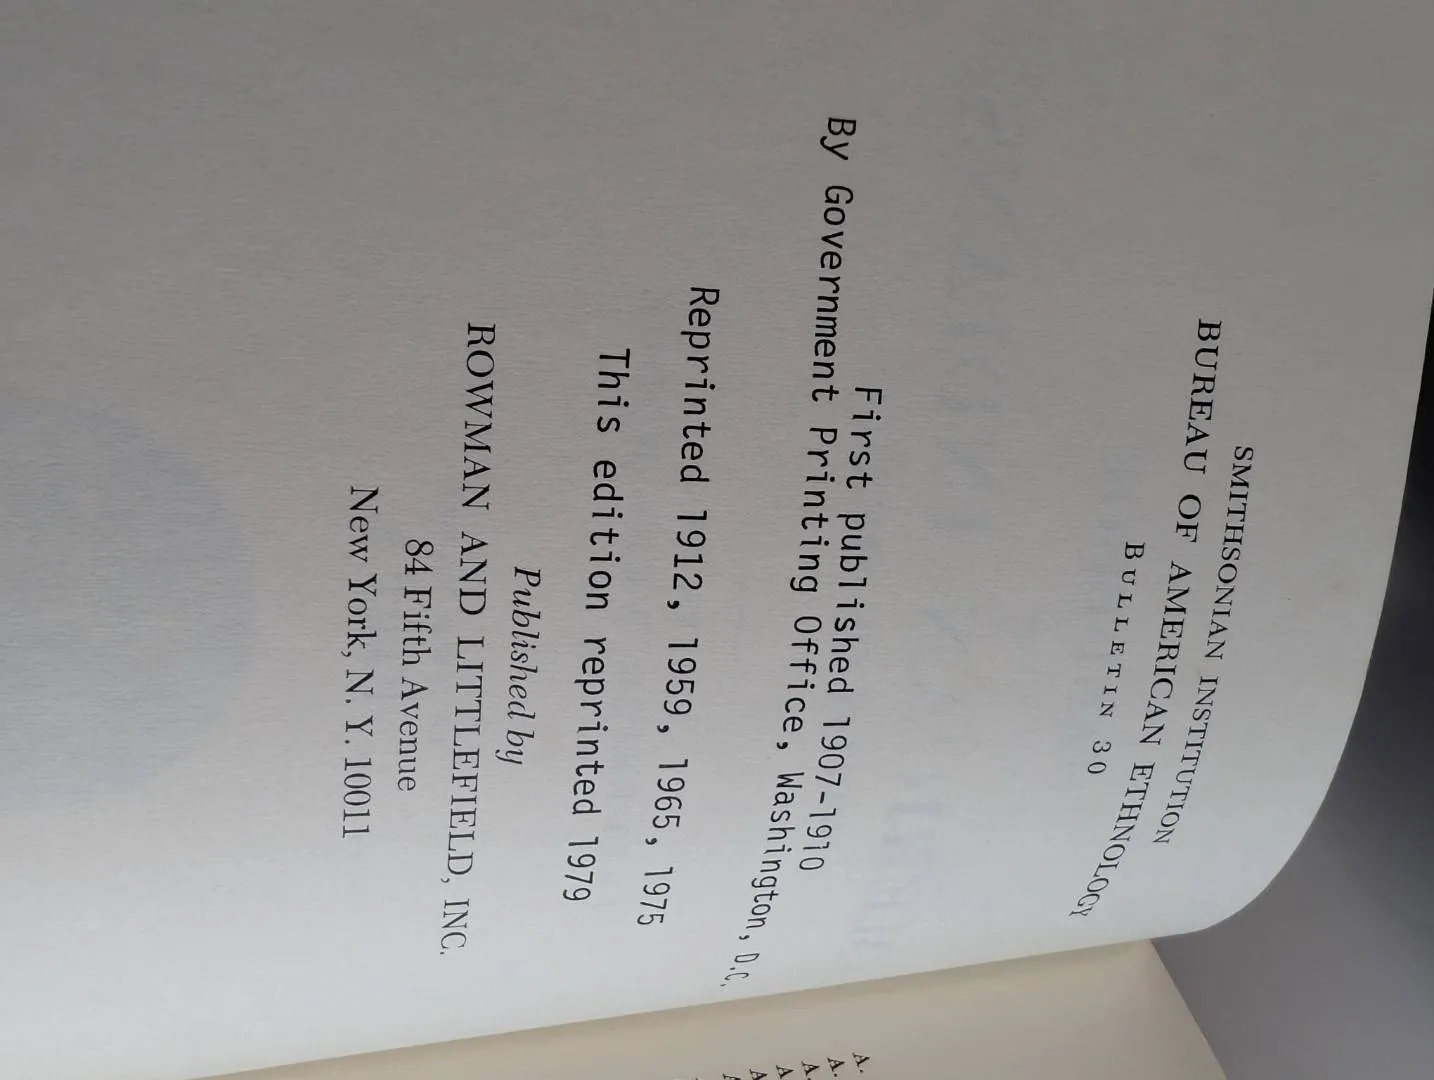 SMITHSONIAN INSTITUTION
BUREAU OF AMERICAN ETHNOLOGY
BULLETIN 30
First published 1907-1910
By Government Printing Office, Washington, D.C.
Reprinted 1912, 1959, 1965, 1975
This edition reprinted 1979
Published by
ROWMAN AND LITTLEFIELD, INC.
84 Fifth Avenue
New York, N. Y. 10011
A.
A.
A.
A
A
A